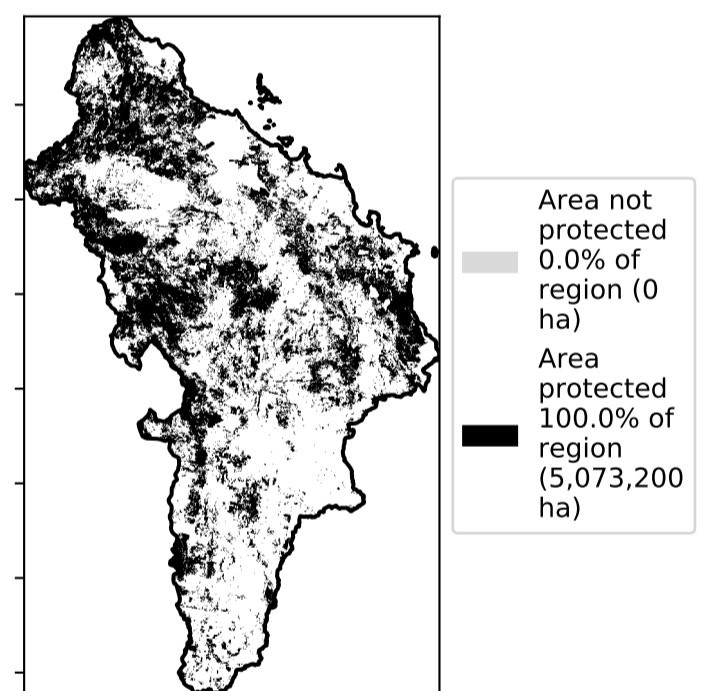 Area not
protected
0.0% of
region (0
ha)
Area
protected
100.0% of
region
(5,073,200
ha)